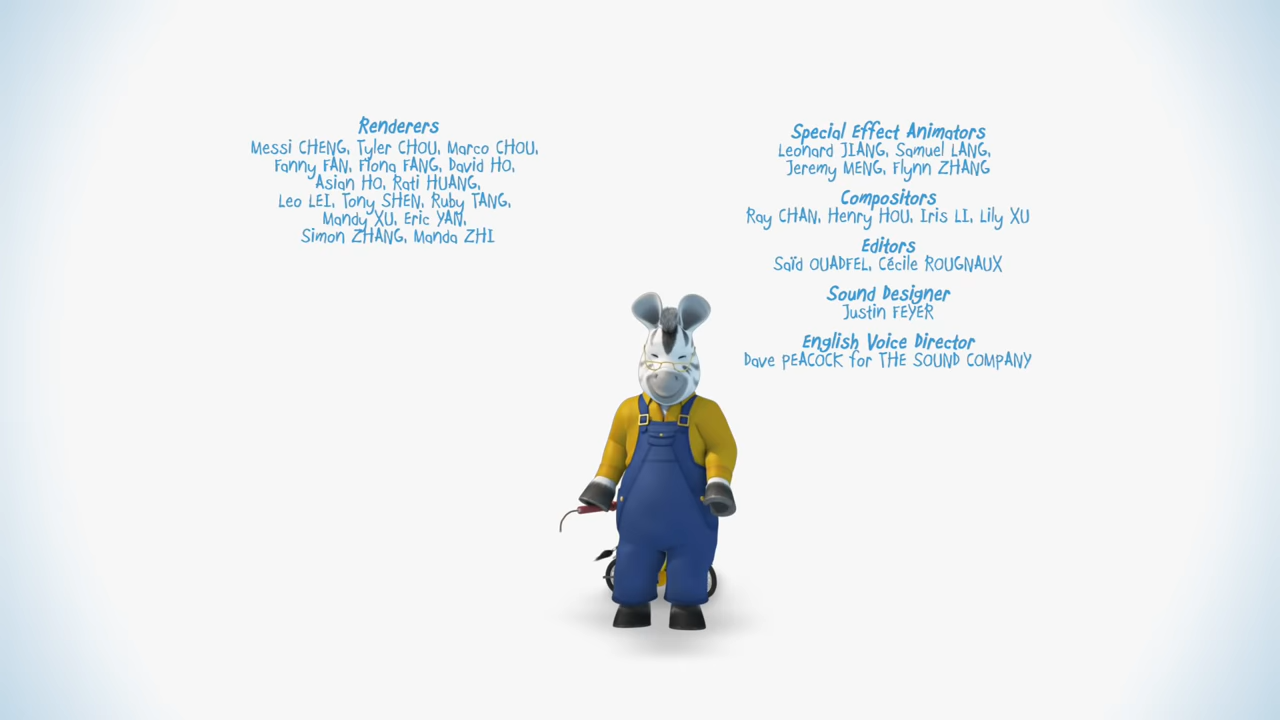 Renderers
Messi CHENG, Tyler CHOU, Marco CHOU,
Fanny FAN, Fiona FANG, David HO,
Asian HO, Rati HUANG,
Leo LEI, Tony SHEN, Ruby TANG,
Mandy XU, Eric YAN,
Simon ZHANG, Manda ZHI
Special Effect Animators
Leonard JIANG, Samuel LANG,
Jeremy MENG, Flynn ZHANG
Compositors
Ray CHAN, Henry HOU, Iris LI, Lily XU
Editors
Saïd OUADFEL, Cécile ROUGNAUX
Sound Designer
Justin FEYER
English Voice Director
Dave PEACOCK for THE SOUND COMPANY